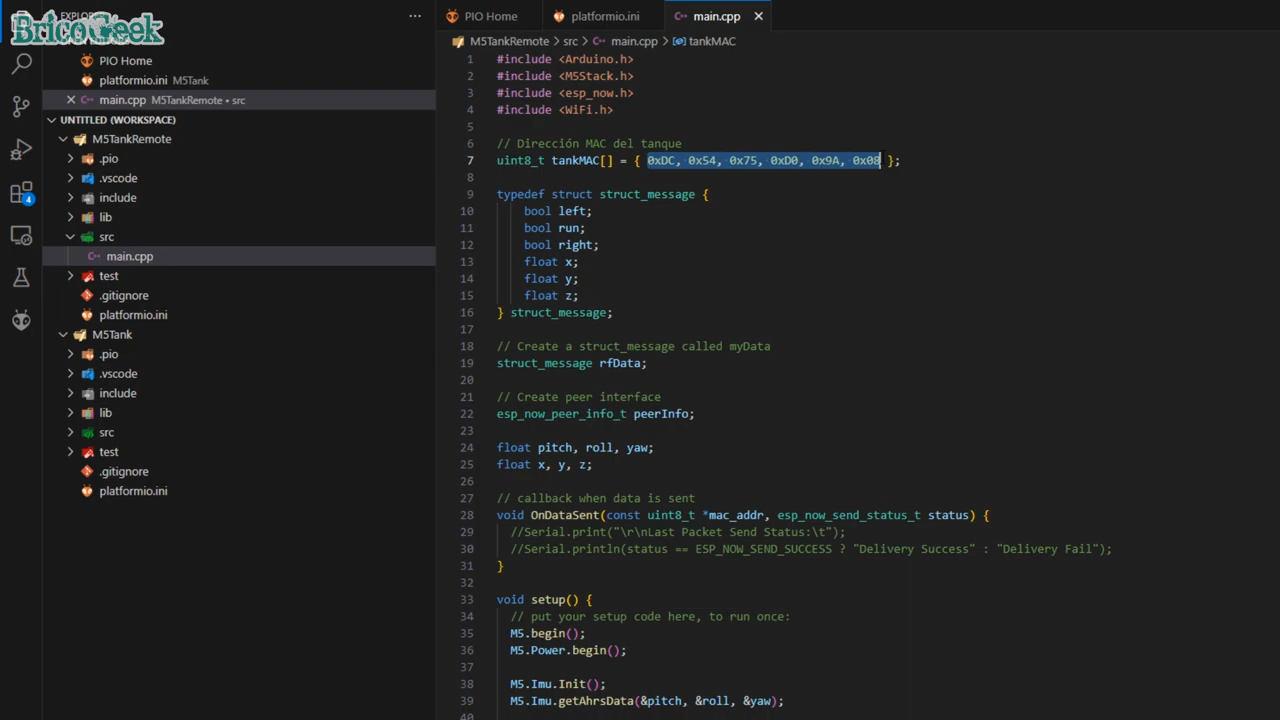 EXPLORER
BricoGeek
PIO Home
platformio.ini M5Tank
main.cpp M5TankRemote • src
UNTITLED (WORKSPACE)
M5TankRemote
.pio
.vscode
include
lib
src
main.cpp
test
.gitignore
platformio.ini
M5Tank
.pio
.vscode
include
lib
src
test
.gitignore
platformio.ini
4
PIO Home platformio.ini main.cpp
M5TankRemote > src > main.cpp > tankMAC
1 #include <Arduino.h>
2 #include <M5Stack.h>
3 #include <esp_now.h>
4 #include <WiFi.h>
5
6 // Dirección MAC del tanque
7 uint8_t tankMAC[] = { 0xDC, 0x54, 0x75, 0xD0, 0x9A, 0x08 };
8
9 typedef struct struct_message {
10 bool left;
11 bool run;
12 bool right;
13 float x;
14 float y;
15 float z;
16 } struct_message;
17
18 // Create a struct_message called myData
19 struct_message rfData;
20
21 // Create peer interface
22 esp_now_peer_info_t peerInfo;
23
24 float pitch, roll, yaw;
25 float x, y, z;
26
27 // callback when data is sent
28 void OnDataSent(const uint8_t *mac_addr, esp_now_send_status_t status) {
29 //Serial.print("\r\nLast Packet Send Status:\t");
30 //Serial.println(status == ESP_NOW_SEND_SUCCESS ? "Delivery Success" : "Delivery Fail");
31 }
32
33 void setup() {
34 // put your setup code here, to run once:
35 M5.begin();
36 M5.Power.begin();
37
38 M5.Imu.Init();
39 M5.Imu.getAhrsData(&pitch, &roll, &yaw);
40